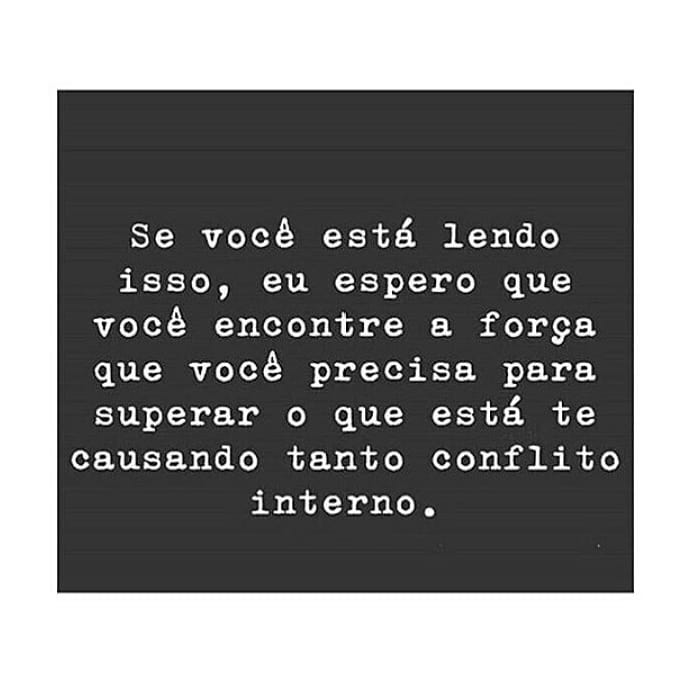 Se você está lendo
isso, eu espero que
você encontre a força
que você precisa para
superar o que está te
causando tanto conflito
interno.